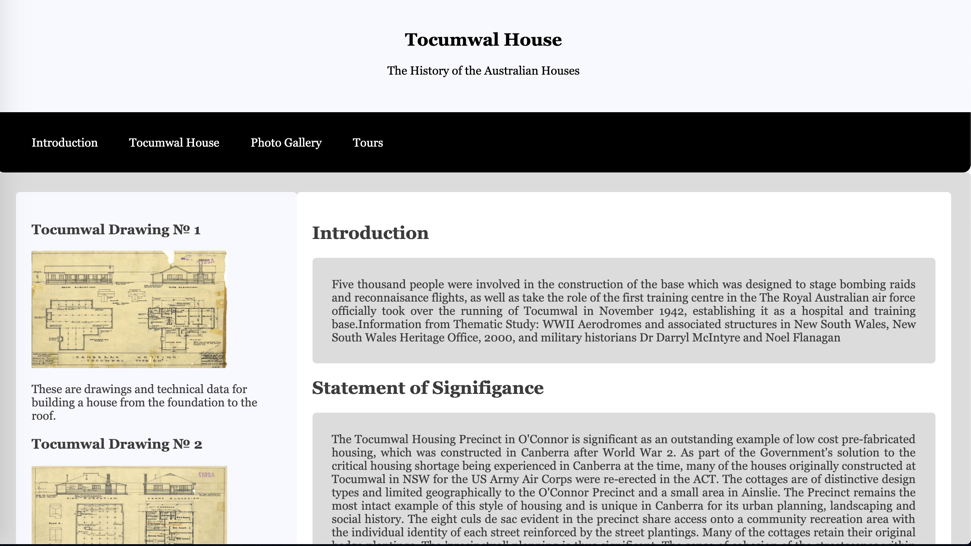 Tocumwal House
The History of the Australian Houses
Introduction
Tocumwal House
Photo Gallery
Tours
Tocumwal Drawing № 1
These are drawings and technical data for
building a house from the foundation to the
roof.
Tocumwal Drawing № 2
Introduction
Five thousand people were involved in the construction of the base which was designed to stage bombing raids
and reconnaisance flights, as well as take the role of the first training centre in the The Royal Australian air force
officially took over the running of Tocumwal in November 1942, establishing it as a hospital and training
base.Information from Thematic Study: WWII Aerodromes and associated structures in New South Wales, New
South Wales Heritage Office, 2000, and military historians Dr Darryl McIntyre and Noel Flanagan
Statement of Signifigance
The Tocumwal Housing Precinct in O'Connor is significant as an outstanding example of low cost pre-fabricated
housing, which was constructed in Canberra after World War 2. As part of the Government's solution to the
critical housing shortage being experienced in Canberra at the time, many of the houses originally constructed at
Tocumwal in NSW for the US Army Air Corps were re-erected in the ACT. The cottages are of distinctive design
types and limited geographically to the O'Connor Precinct and a small area in Ainslie. The Precinct remains the
most intact example of this style of housing and is unique in Canberra for its urban planning, landscaping and
social history. The eight culs de sac evident in the precinct share access onto a community recreation area with
the individual identity of each street reinforced by the street plantings. Many of the cottages retain their original